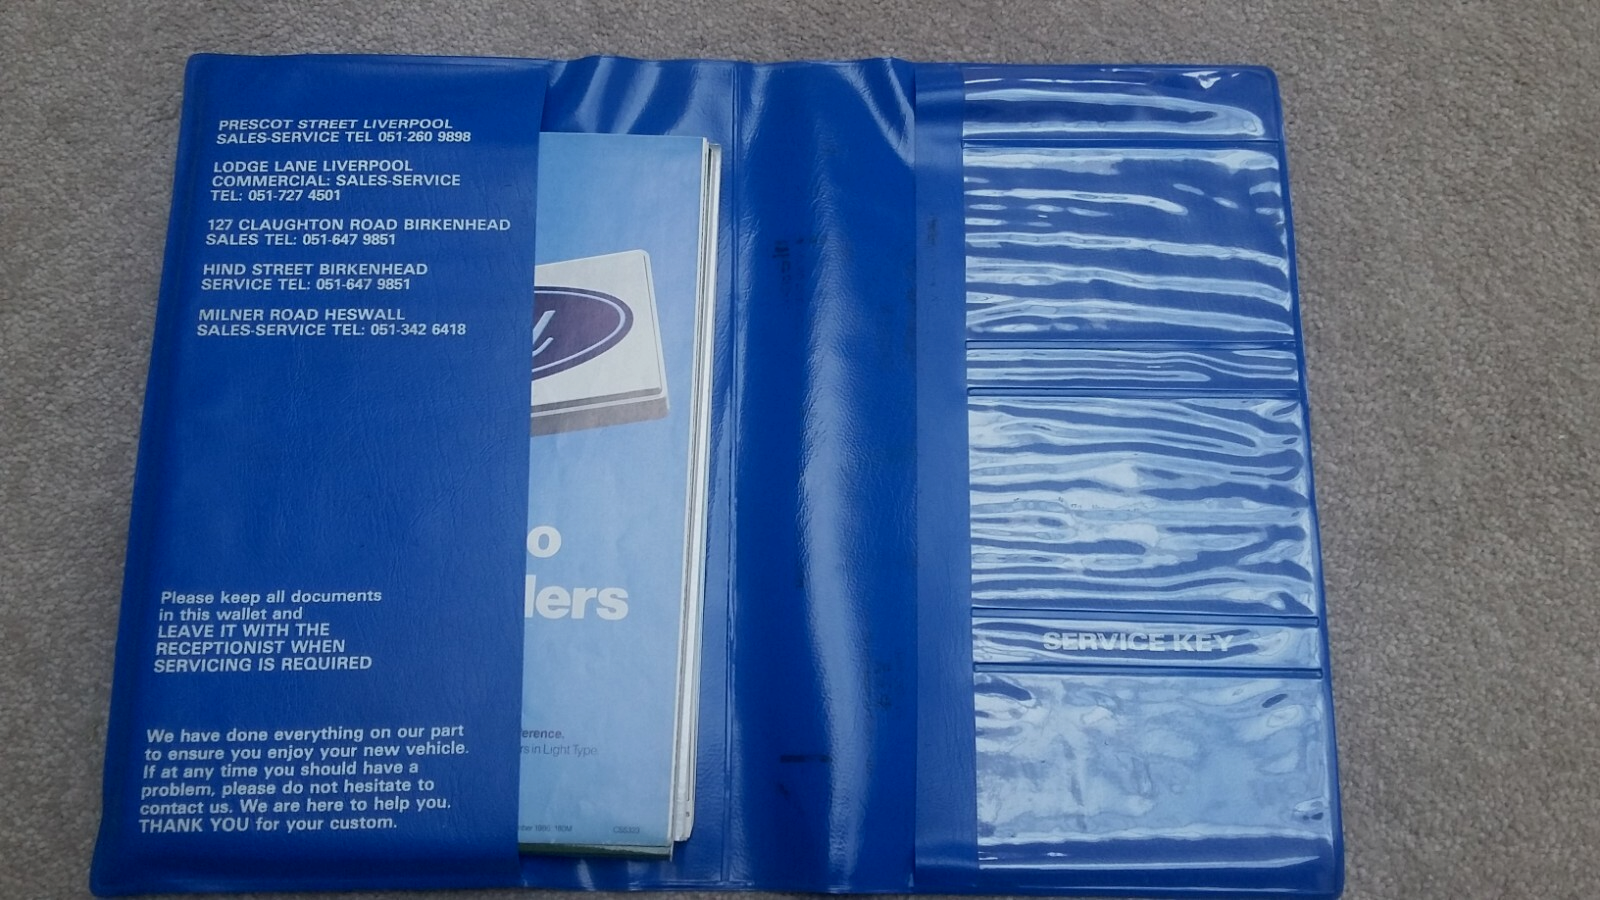 PRESCOT STREET LIVERPOOL
SALES-SERVICE TEL 051-260 9898
LODGE LANE LIVERPOOL
COMMERCIAL: SALES-SERVICE
TEL: 051-727 4501
127 CLAUGHTON ROAD BIRKENHEAD
SALES TEL: 051-647 9851
HIND STREET BIRKENHEAD
SERVICE TEL: 051-647 9851
MILNER ROAD HESWALL
SALES-SERVICE TEL: 051-342 6418
Please keep all documents
in this wallet and
LEAVE IT WITH THE
RECEPTIONIST WHEN
SERVICING IS REQUIRED
We have done everything on our part
to ensure you enjoy your new vehicle.
If at any time you should have a
problem, please do not hesitate to
contact us. We are here to help you.
THANK YOU for your custom.
o
lers
erence.
rs in Light Type.
SERVICE KEY